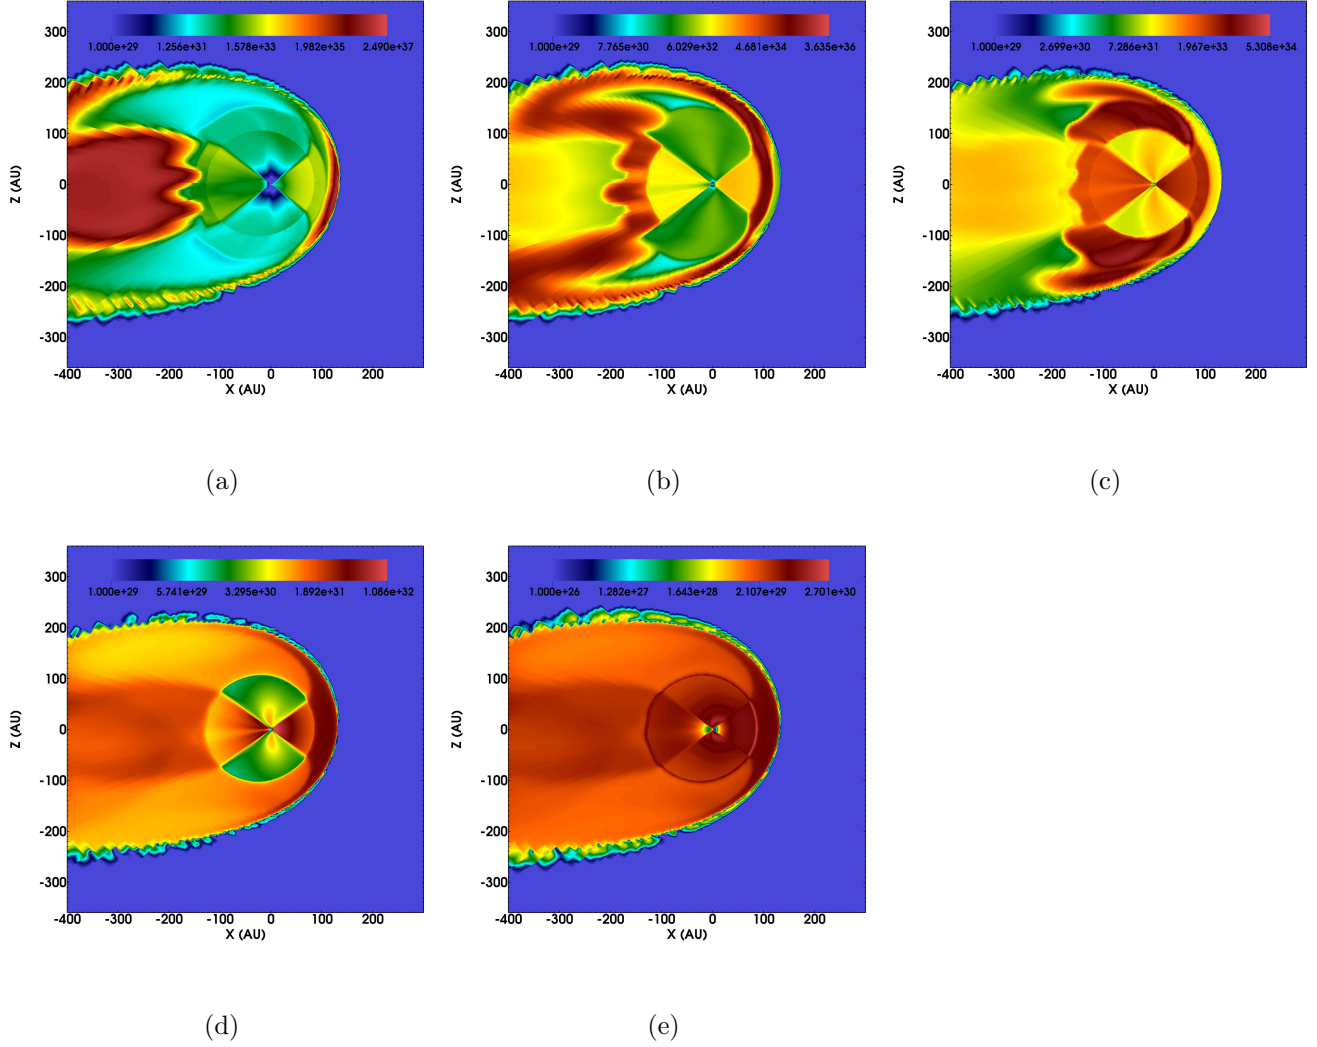 300
200
100
0
-100
-200
-300
Z (AU)
1.000e+29 1.256e+31 1.578e+33 1.982e+35 2.490e+37
-400 -300 -200 -100 0 100 200
X (AU)
(a)
Z (AU)
300
200
100
0
-100
-200
-300
1.000e+29 7.765e+30 6.029e+32 4.681e+34 3.635e+36
-400 -300 -200 -100 0 100 200
X (AU)
(b)
Z (AU)
300
200
100
0
-100
-200
-300
1.000e+29 2.699e+30 7.286e+31 1.967e+33 5.308e+34
-400 -300 -200 -100 0 100 200
X (AU)
(c)
Z (AU)
300
200
100
0
-100
-200
-300
1.000e+29 5.741e+29 3.295e+30 1.892e+31 1.086e+32
-400 -300 -200 -100 0 100 200
X (AU)
(d)
Z (AU)
300
200
100
0
-100
-200
-300
1.000e+26 1.282e+27 1.643e+28 2.107e+29 2.701e+30
-400 -300 -200 -100 0 100 200
X (AU)
(e)